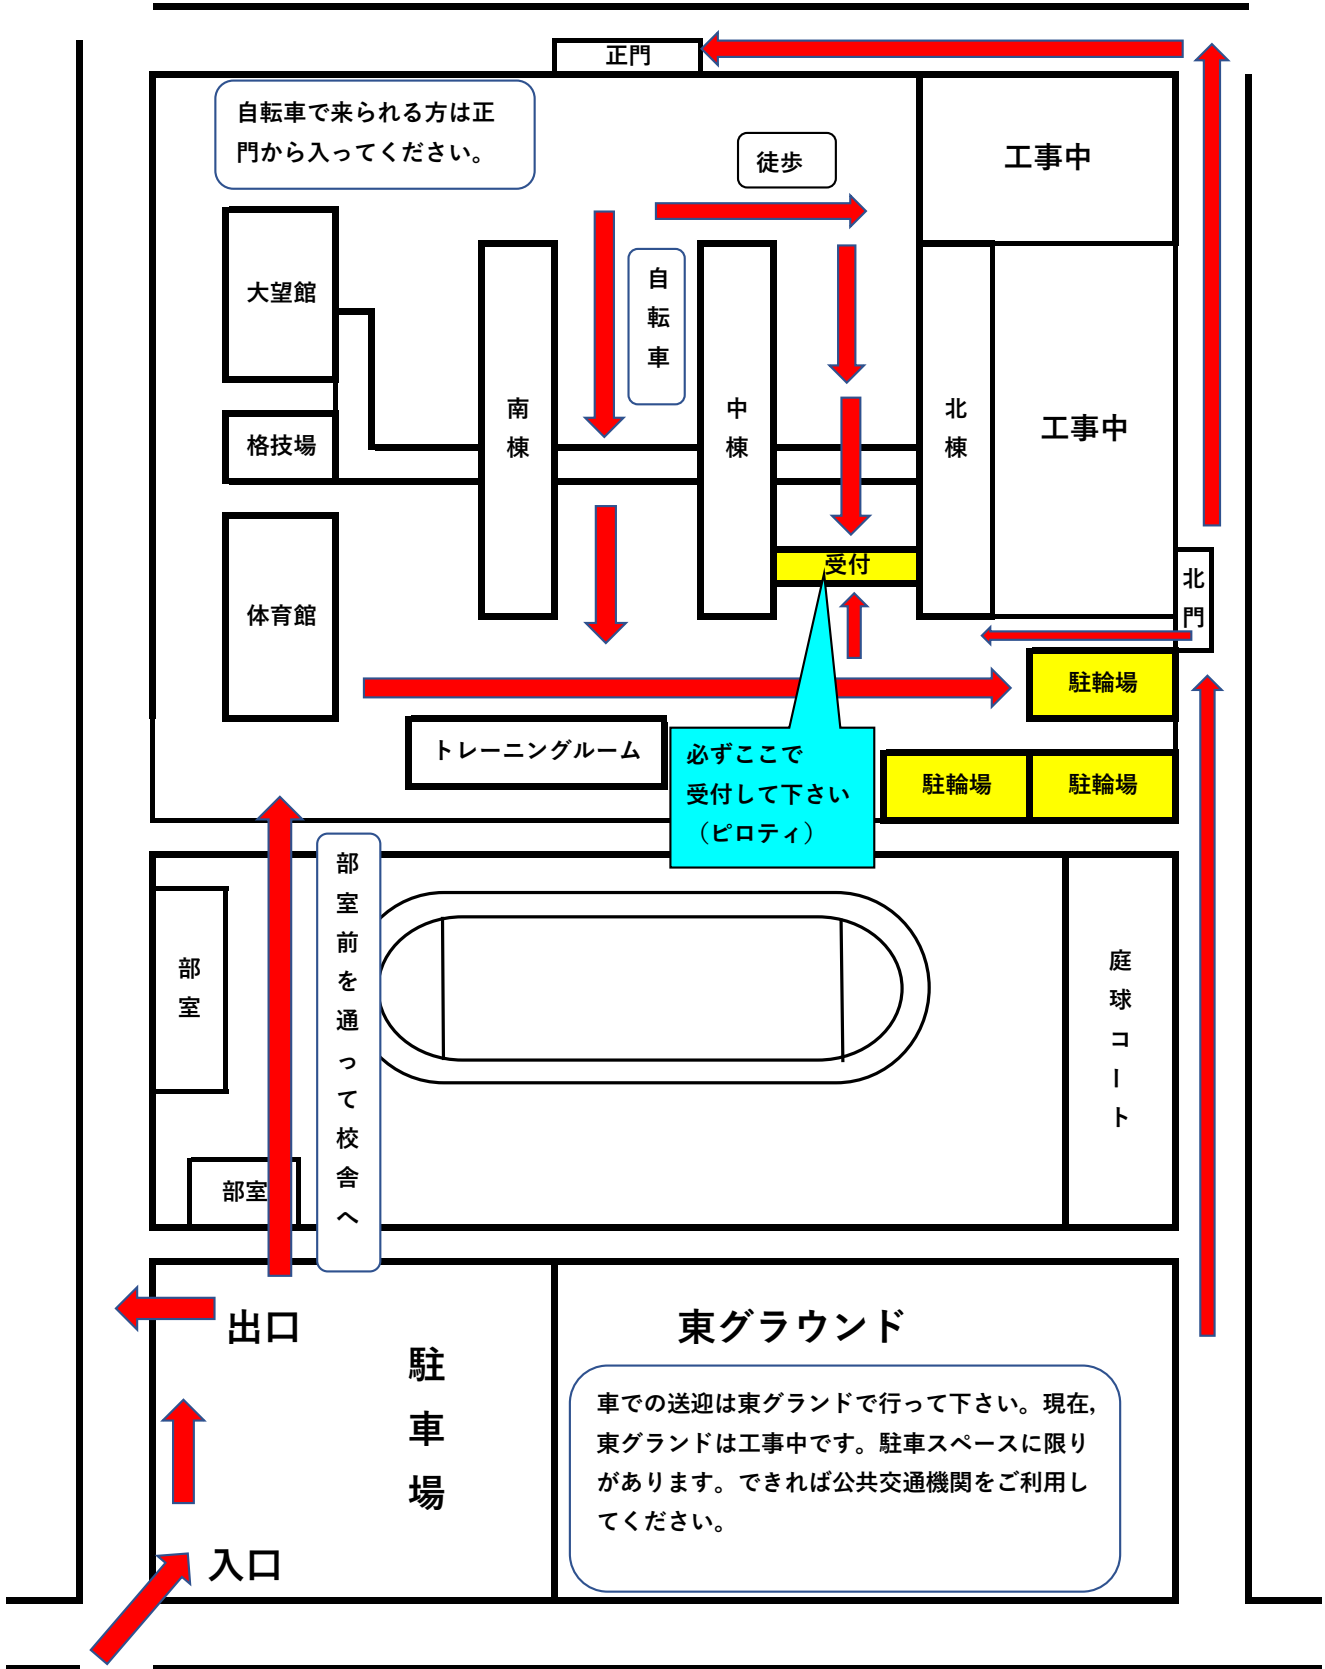 正門
自転車で来られる方は正
門から入ってください。
徒歩
工事中
大望館
自転車
南棟
中棟
北棟
工事中
格技場
受付
北門
体育館
駐輪場
トレーニングルーム
必ずここで
受付して下さい
（ピロティ）
駐輪場
駐輪場
部室前を通って校舎へ
部室
庭球コート
部室
出口
駐車場
東グラウンド
車での送迎は東グランドで行って下さい。現在,
東グランドは工事中です。駐車スペースに限り
があります。できれば公共交通機関をご利用し
てください。
入口